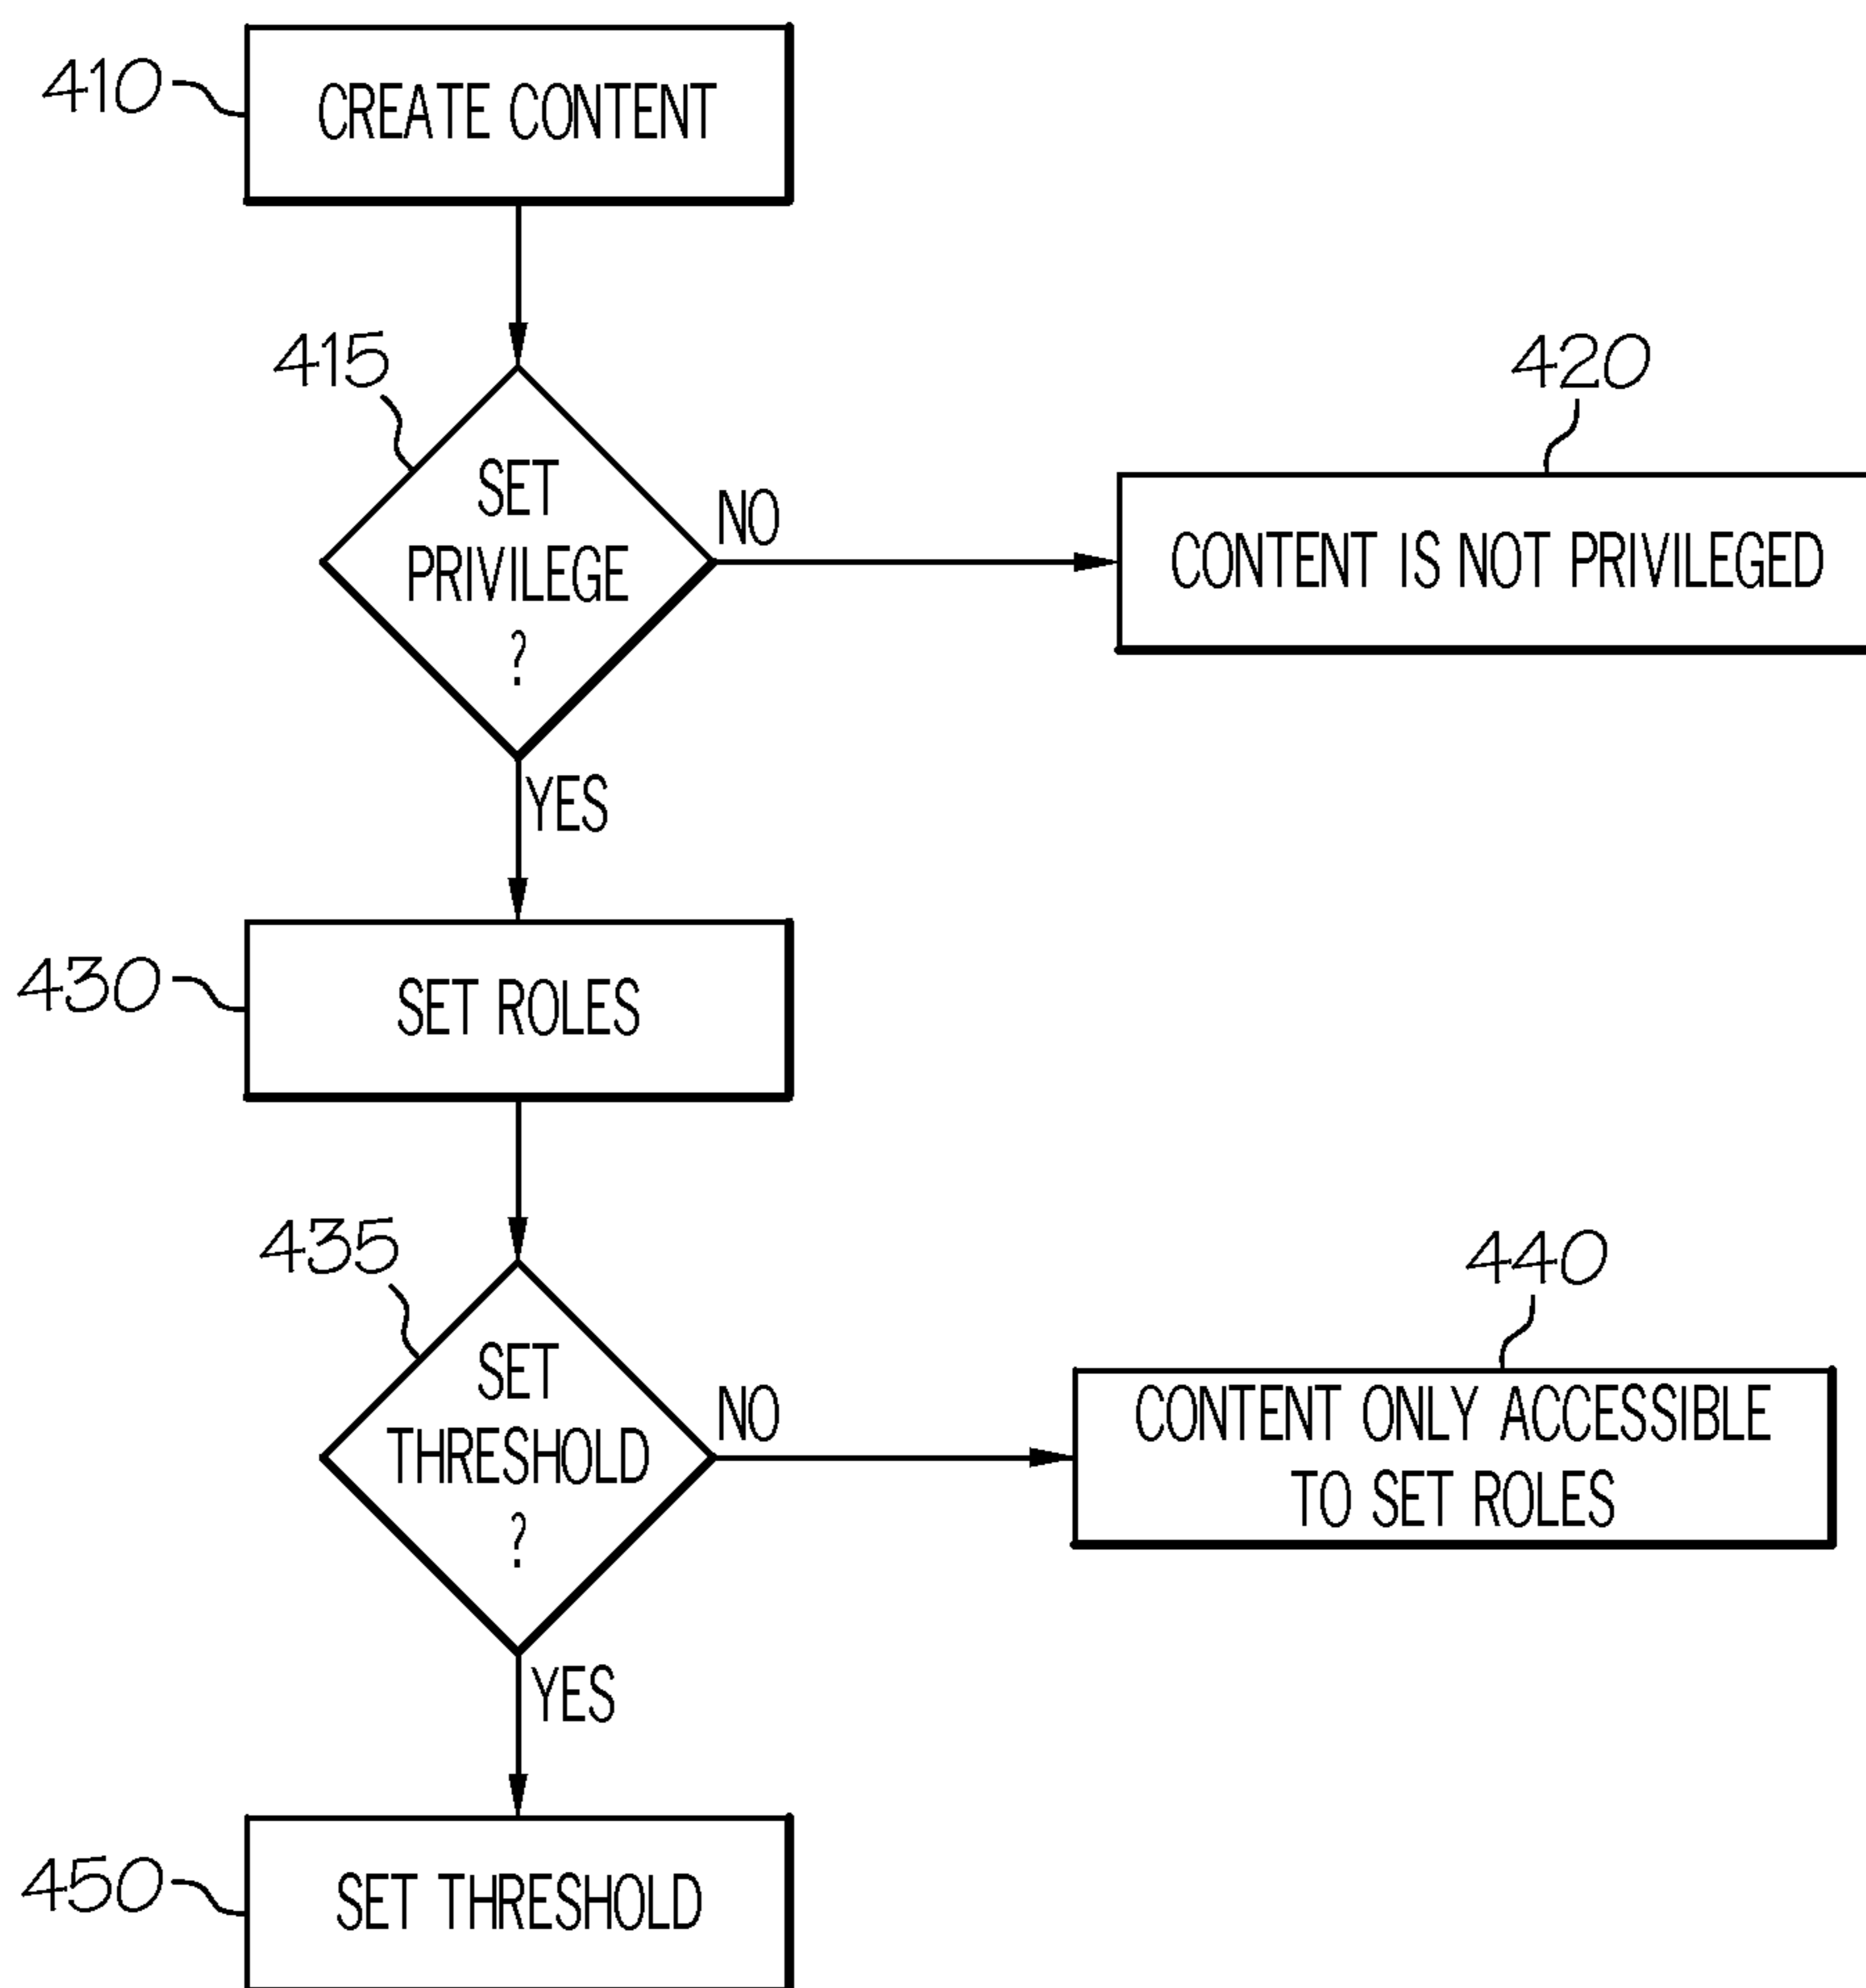 410
CREATE CONTENT
415
SET
PRIVILEGE
?
NO
420
CONTENT IS NOT PRIVILEGED
YES
430
SET ROLES
435
SET
THRESHOLD
?
NO
440
CONTENT ONLY ACCESSIBLE
TO SET ROLES
YES
450
SET THRESHOLD